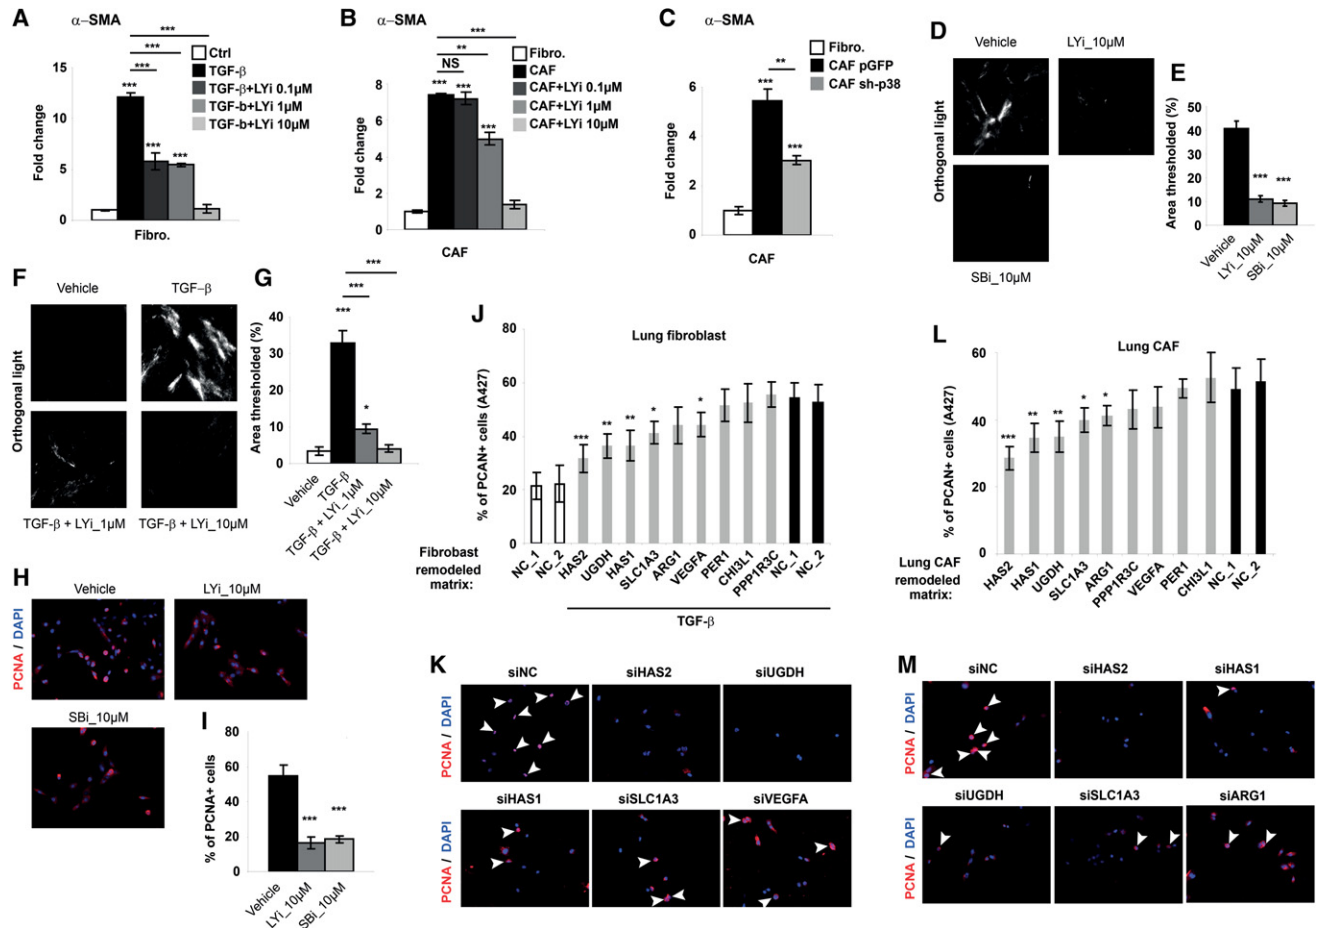 A
α−SMA
***
***
***
Ctrl
TGF-β
TGF-β+LYi 0.1μM
TGF-b+LYi 1μM
TGF-b+LYi 10μM
15
10
5
0
Fold change
***
***
***
Fibro.
B
α−SMA
***
**
NS
Fibro.
CAF
CAF+LYi 0.1μM
CAF+LYi 1μM
CAF+LYi 10μM
8
6
4
2
0
Fold change
***
***
***
CAF
C
α−SMA
Fibro.
CAF pGFP
CAF sh-p38
**
***
***
6
4
2
0
Fold change
CAF
D
Vehicle
LYi_10μM
Orthogonal light
SBi_10μM
E
50
40
30
20
10
0
Area thresholded (%)
***
***
Vehicle
LYi_10μM
SBi_10μM
F
Vehicle
TGF−β
Orthogonal light
TGF-β + LYi_1μM
TGF-β + LYi_10μM
G
***
***
***
*
40
30
20
10
0
Area thresholded (%)
Vehicle
TGF-β
TGF-β + LYi_1μM
TGF-β + LYi_10μM
H
Vehicle
LYi_10μM
PCNA / DAPI
SBi_10μM
I
80
60
40
20
0
% of PCNA+ cells
***
***
Vehicle
LYi_10μM
SBi_10μM
J
Lung fibroblast
80
60
40
20
0
% of PCAN+ cells (A427)
***
**
**
*
*
Fibrobast
remodeled
matrix:
NC_1
NC_2
HAS2
UGDH
HAS1
SLC1A3
ARG1
VEGFA
PER1
CHI3L1
PPP1R3C
NC_1
NC_2
TGF-β
K
siNC
siHAS2
siUGDH
PCNA / DAPI
siHAS1
siSLC1A3
siVEGFA
PCNA / DAPI
L
Lung CAF
60
40
20
0
% of PCAN+ cells (A427)
***
**
**
*
*
Lung CAF
remodeled
matrix:
HAS2
HAS1
UGDH
SLC1A3
ARG1
PPP1R3C
VEGFA
PER1
CHI3L1
NC_1
NC_2
M
siNC
siHAS2
siHAS1
PCNA / DAPI
siUGDH
siSLC1A3
siARG1
PCNA / DAPI